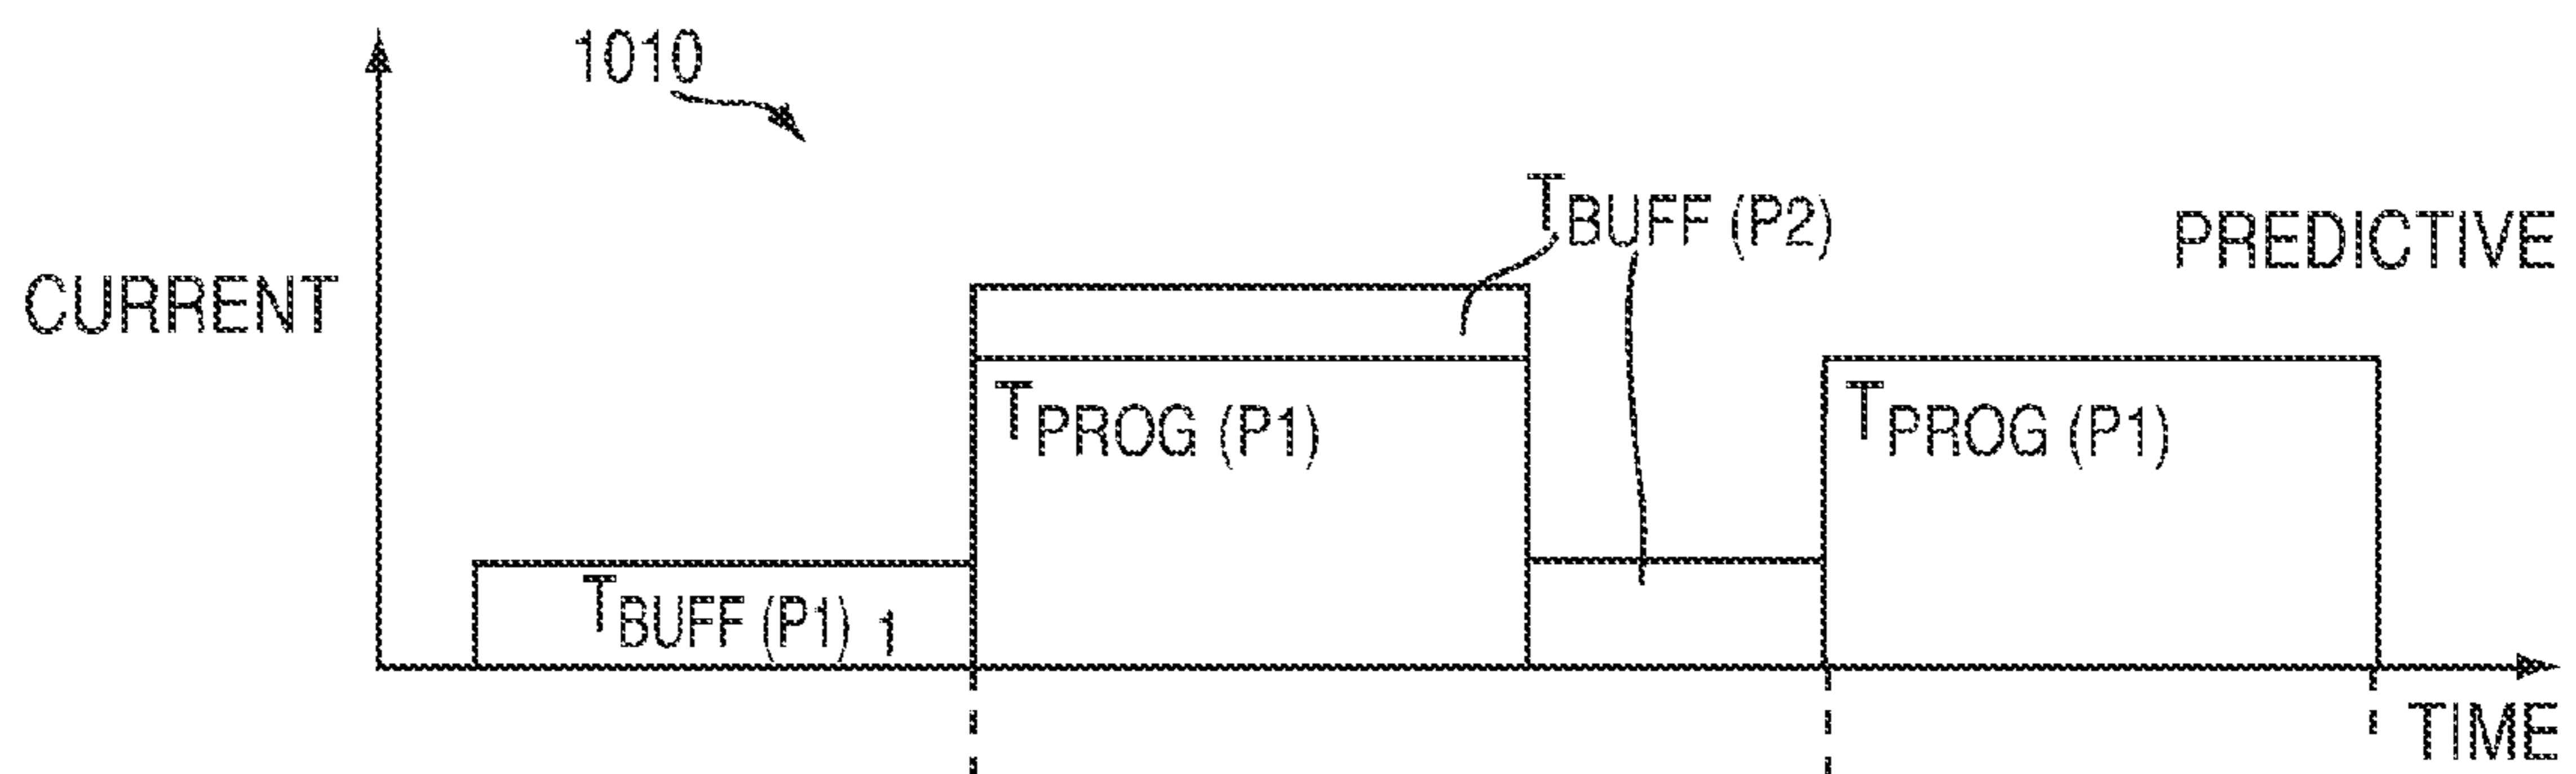 1010
TBUFF (P2)
PREDICTIVE
CURRENT
TPROG (P1)
TPROG (P1)
TBUFF (P1) 1
TIME